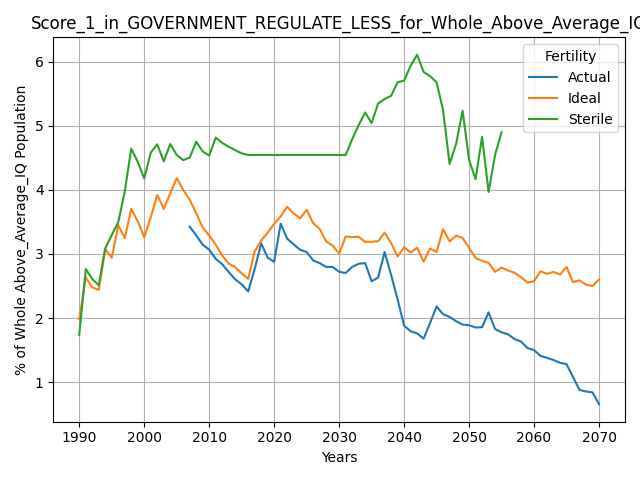 Score_1_in_GOVERNMENT_REGULATE_LESS_for_Whole_Above_Average_IQ
Fertility
Actual
Ideal
Sterile
% of Whole Above_Average_IQ Population
6
5
4
3
2
1
1990 2000 2010 2020 2030 2040 2050 2060 2070
Years